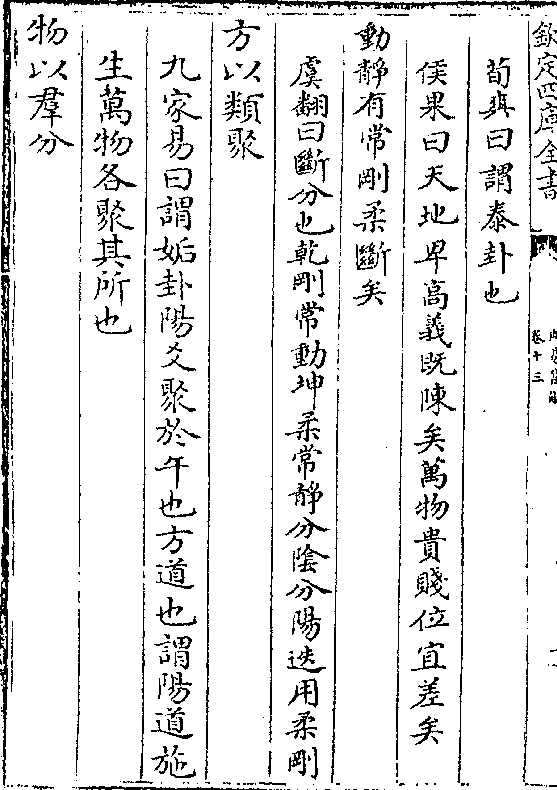 欽定四庫全書
卷十三
荀爽曰謂泰卦也
侯果曰天地卑高義既陳矣萬物貴賤位宜差矣
動靜有常剛柔斷矣
虞翻曰斷分也乾剛常動坤柔常靜分陰分陽迭用柔剛
方以類聚
九家易曰謂姤卦陽爻聚於午也方道也謂陽道施
生萬物各聚其所也
物以羣分